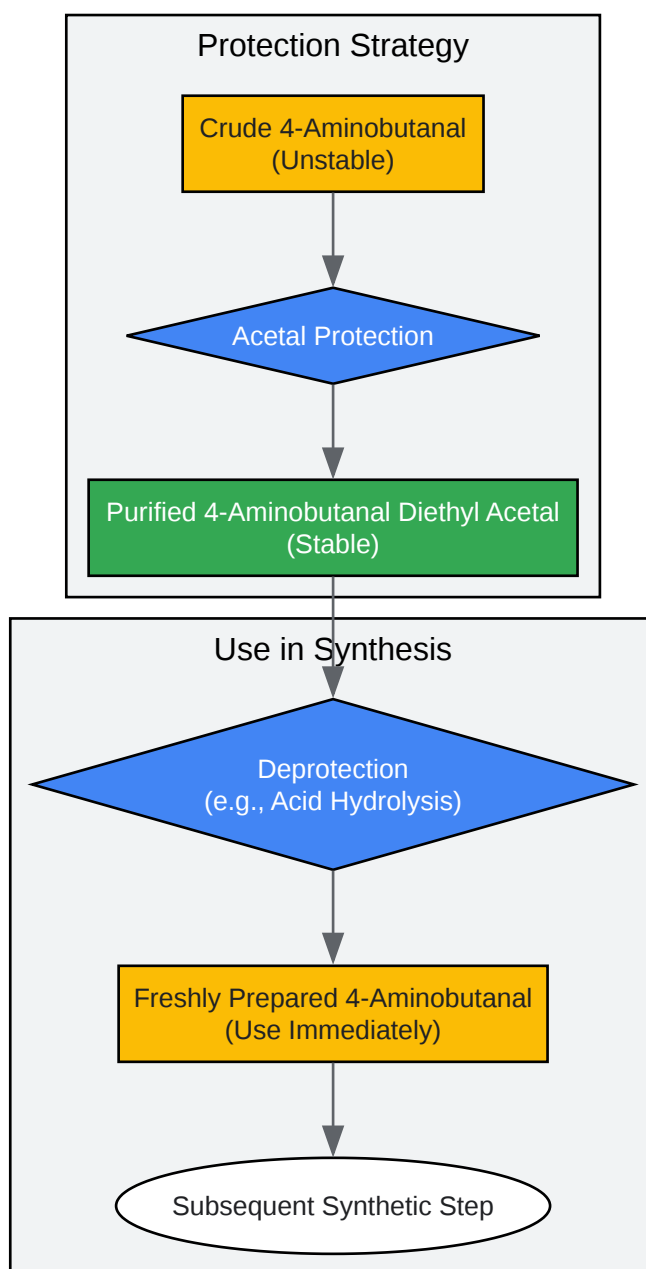 Protection Strategy
Crude 4-Aminobutanal
(Unstable)
Acetal Protection
Purified 4-Aminobutanal Diethyl Acetal
(Stable)
Use in Synthesis
Deprotection
(e.g., Acid Hydrolysis)
Freshly Prepared 4-Aminobutanal
(Use Immediately)
Subsequent Synthetic Step